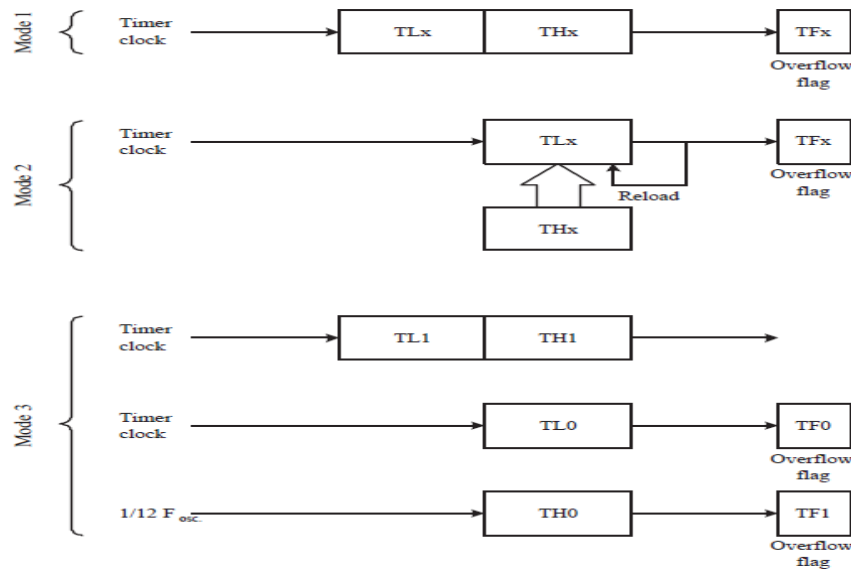 Mode 1
Timer
clock
TLx
THx
TFx
Overflow
flag
Mode 2
Timer
clock
TLx
TFx
Overflow
flag
Reload
THx
Mode 3
Timer
clock
TL1
TH1
Timer
clock
TL0
TF0
Overflow
flag
1/12 F osc.
TH0
TF1
Overflow
flag